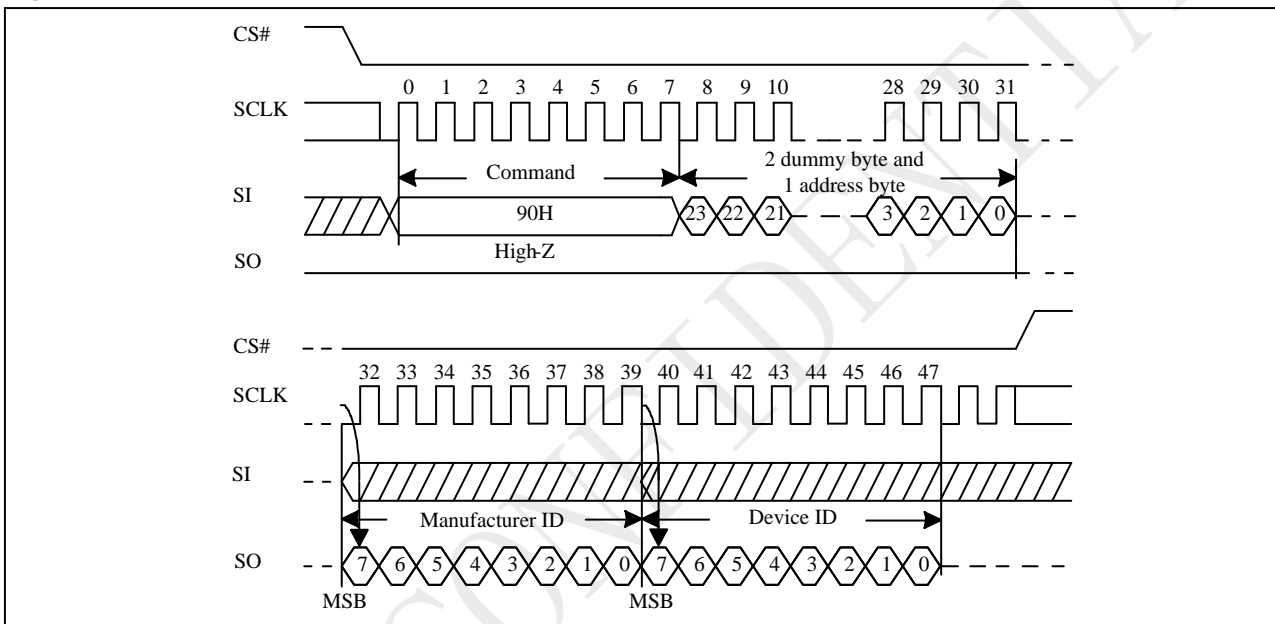 CS#
0 1 2 3 4 5 6 7 8 9 10 28 29 30 31
SCLK
Command
2 dummy byte and
1 address byte
SI
90H
23 22 21 3 2 1 0
High-Z
SO
CS#
32 33 34 35 36 37 38 39 40 41 42 43 44 45 46 47
SCLK
SI
Manufacturer ID
Device ID
SO
7 6 5 4 3 2 1 0 7 6 5 4 3 2 1 0
MSB MSB